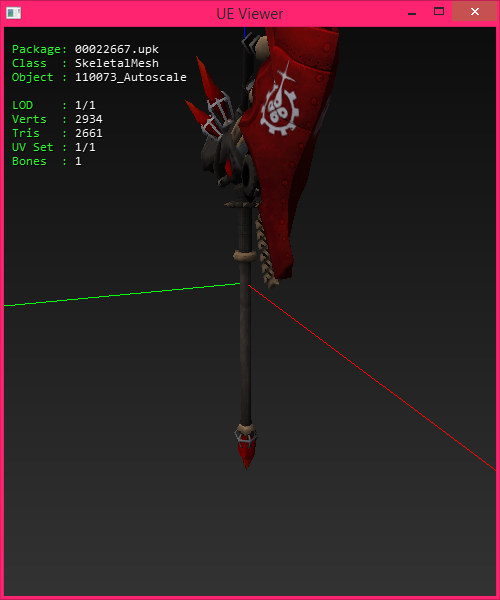 UE Viewer
Package: 00022667.upk
Class : SkeletalMesh
Object : 110073_Autoscale
LOD : 1/1
Verts : 2934
Tris : 2661
UV Set : 1/1
Bones : 1